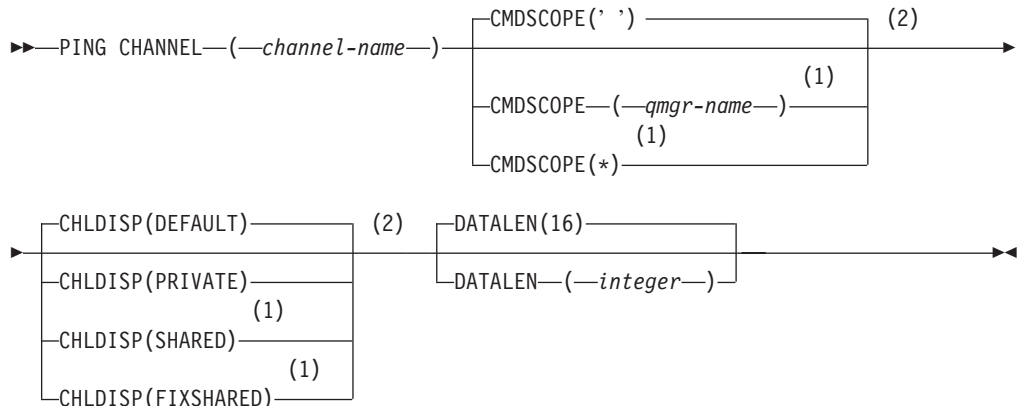 CMDSCOPE(' ') (2)
PING CHANNEL ( channel-name )
(1)
CMDSCOPE ( qmgr-name )
(1)
CMDSCOPE(*)
CHLDISP(DEFAULT) (2) DATALEN(16)
CHLDISP(PRIVATE) DATALEN ( integer )
(1)
CHLDISP(SHARED)
(1)
CHLDISP(FIXSHARED)